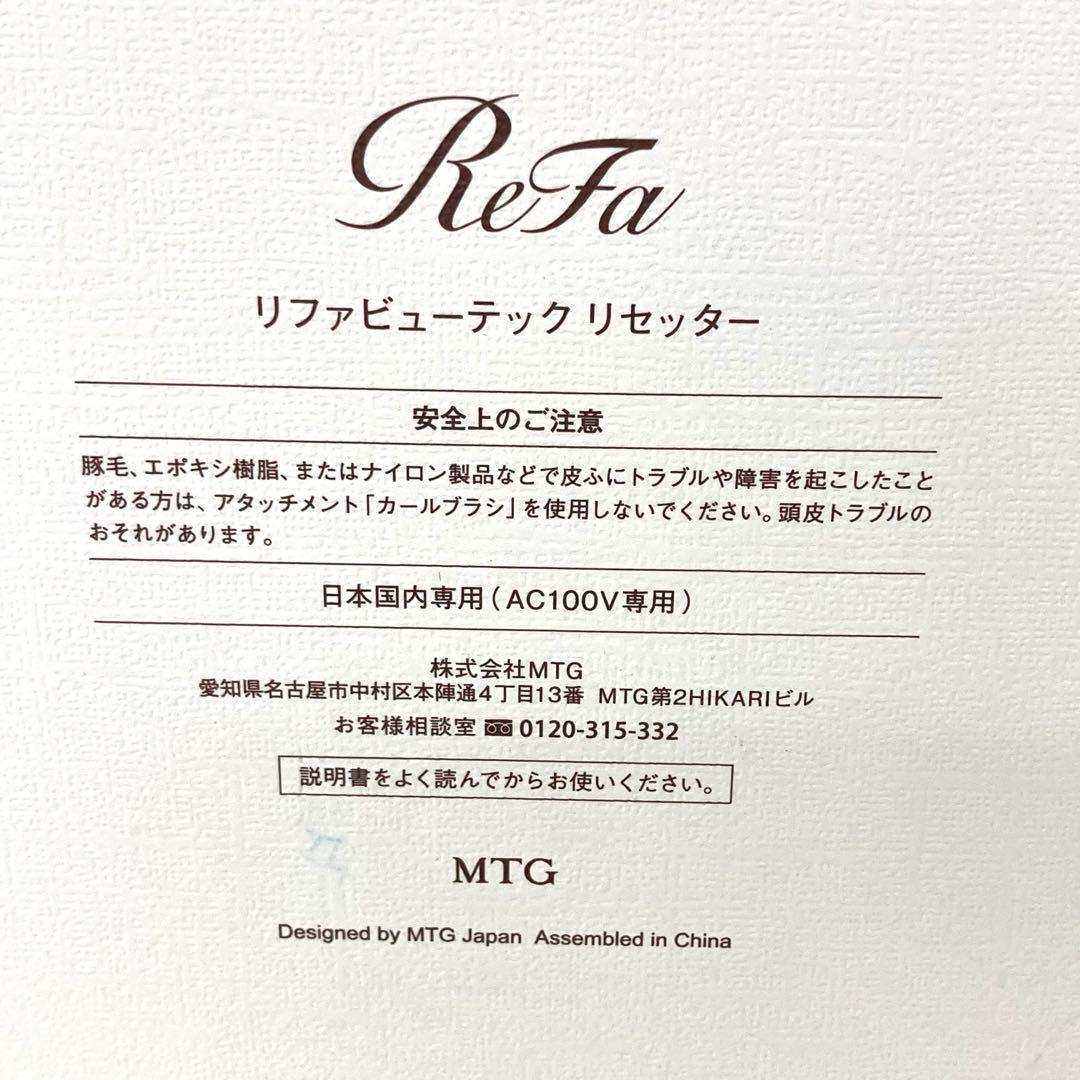 ReFa
リファビューテック リセッター
安全上のご注意
豚毛、エポキシ樹脂、またはナイロン製品などで皮ふにトラブルや障害を起こしたこと
がある方は、アタッチメント「カールブラシ」を使用しないでください。頭皮トラブルの
おそれがあります。
日本国内専用（AC100V専用）
株式会社MTG
愛知県名古屋市中村区本陣通4丁目13番 MTG第2HIKARIビル
お客様相談室 0120-315-332
説明書をよく読んでからお使いください。
MTG
Designed by MTG Japan Assembled in China